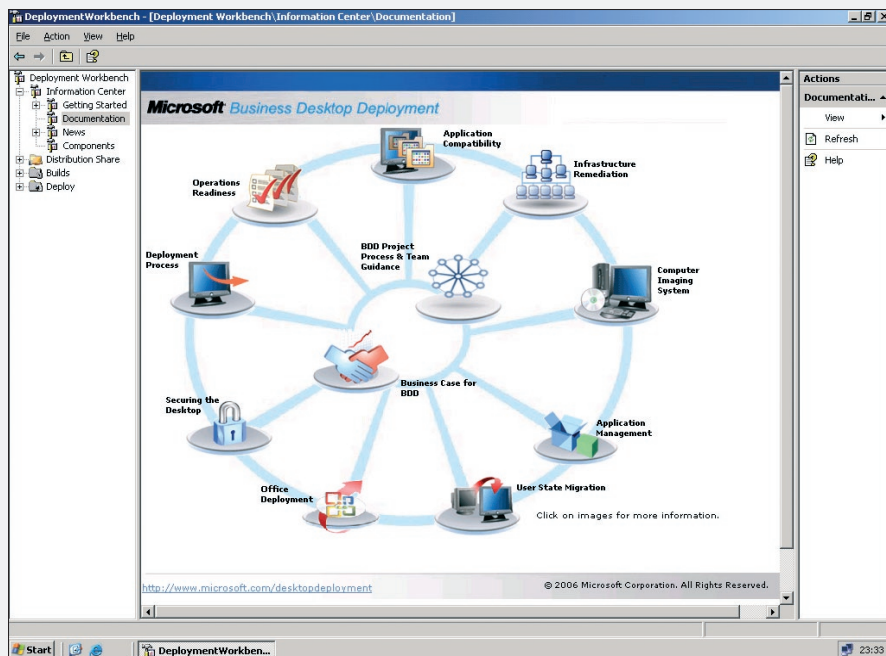 DeploymentWorkbench - [Deployment Workbench\Information Center\Documentation]
File Action View Help
Deployment Workbench
Information Center
Getting Started
Documentation
News
Components
Distribution Share
Builds
Deploy
Microsoft Business Desktop Deployment
Application
Compatibility
Infrastructure
Remediation
Operations
Readiness
BDD Project
Process & Team
Guidance
Deployment
Process
Computer
Imaging
System
Business Case for
BDD
Securing the
Desktop
Application
Management
Office
Deployment
User State Migration
Click on images for more information.
http://www.microsoft.com/desktopdeployment
© 2006 Microsoft Corporation. All Rights Reserved.
Actions
Documentati...
View
Refresh
Help
Start
DeploymentWorkben...
23:33